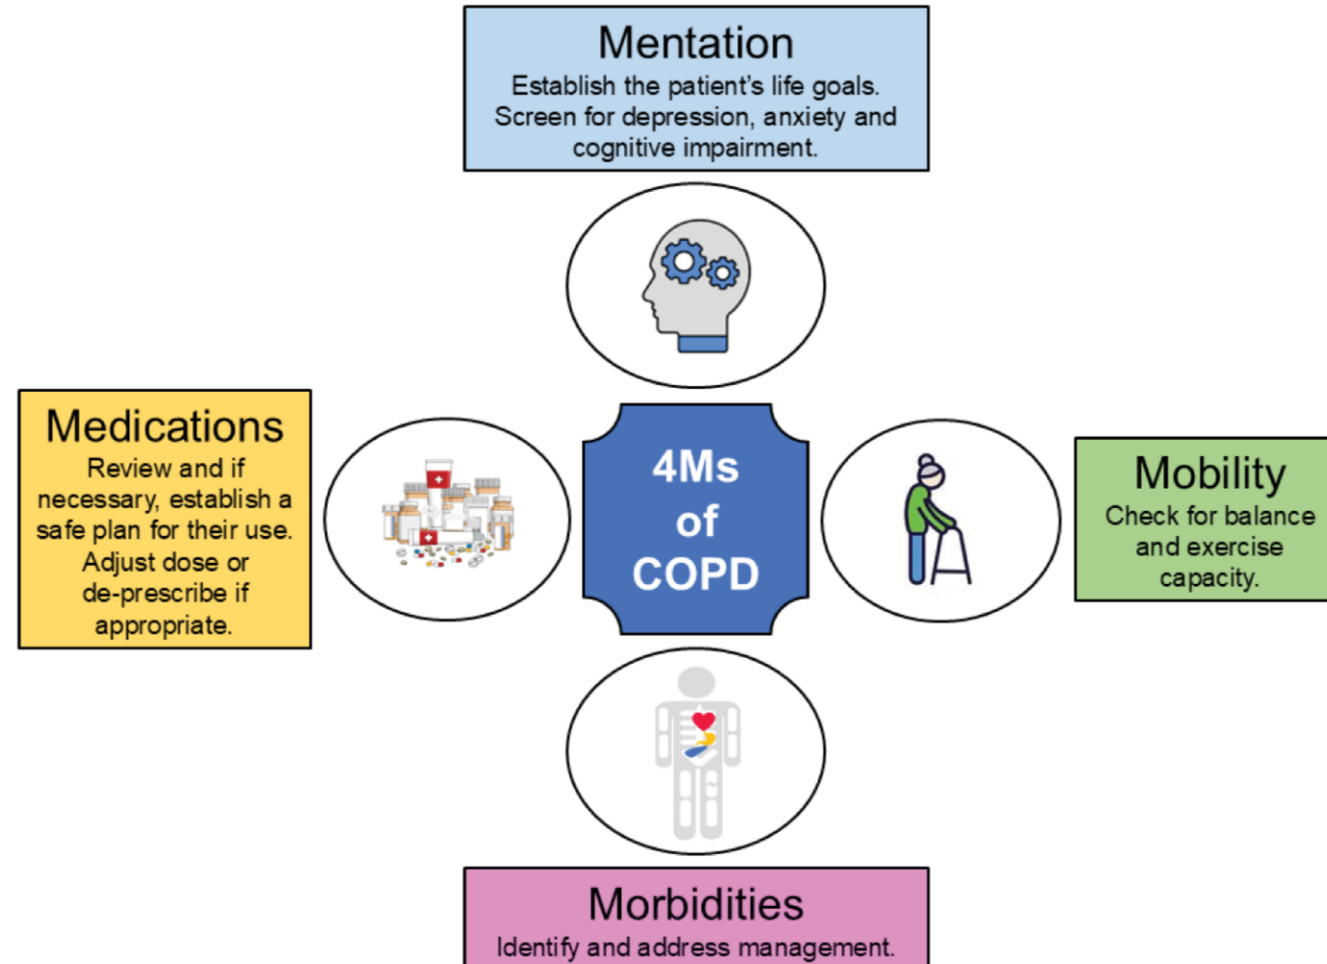 Mentation
Establish the patient's life goals.
Screen for depression, anxiety and
cognitive impairment.
Medications
Review and if
necessary, establish a
safe plan for their use.
Adjust dose or
de-prescribe if
appropriate.
4Ms
of
COPD
Mobility
Check for balance
and exercise
capacity.
Morbidities
Identify and address management.